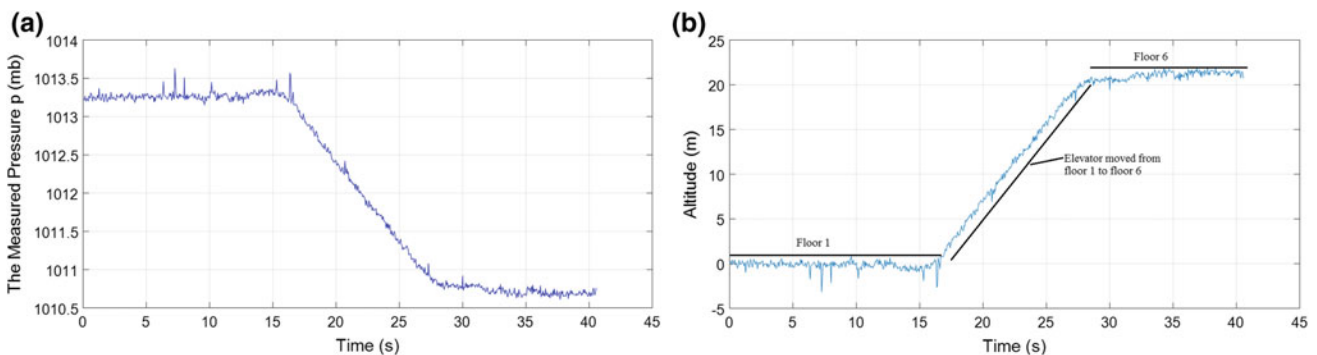 (a)
The Measured Pressure p (mb)
1014
1013.5
1013
1012.5
1012
1011.5
1011
1010.5
0 5 10 15 20 25 30 35 40 45
Time (s)
(b)
Altitude (m)
25
20
15
10
5
0
-5
Floor 1
Floor 6
Elevator moved from
floor 1 to floor 6
0 5 10 15 20 25 30 35 40 45
Time (s)